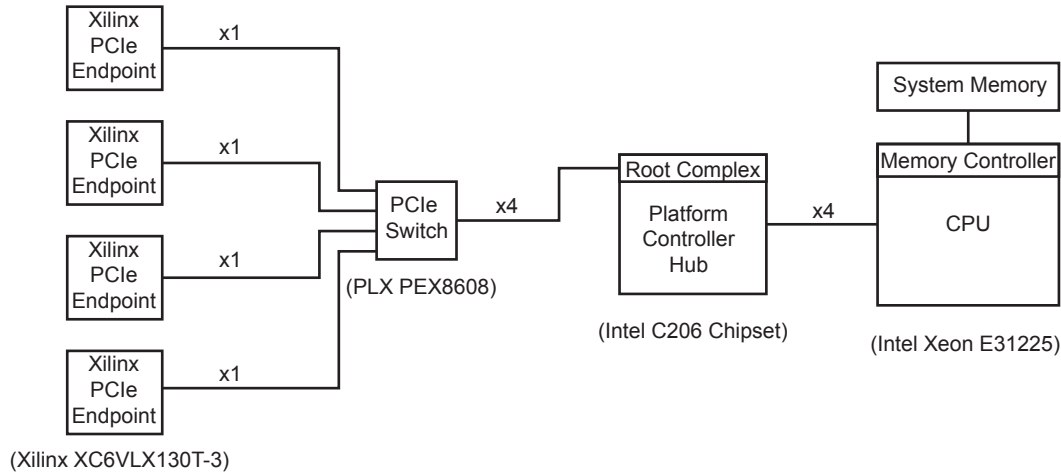 Xilinx
PCIe
Endpoint
x1
Xilinx
PCIe
Endpoint
x1
Xilinx
PCIe
Endpoint
x1
Xilinx
PCIe
Endpoint
x1
(Xilinx XC6VLX130T-3)
PCIe
Switch
(PLX PEX8608)
x4
Root Complex
Platform
Controller
Hub
(Intel C206 Chipset)
x4
System Memory
Memory Controller
CPU
(Intel Xeon E31225)